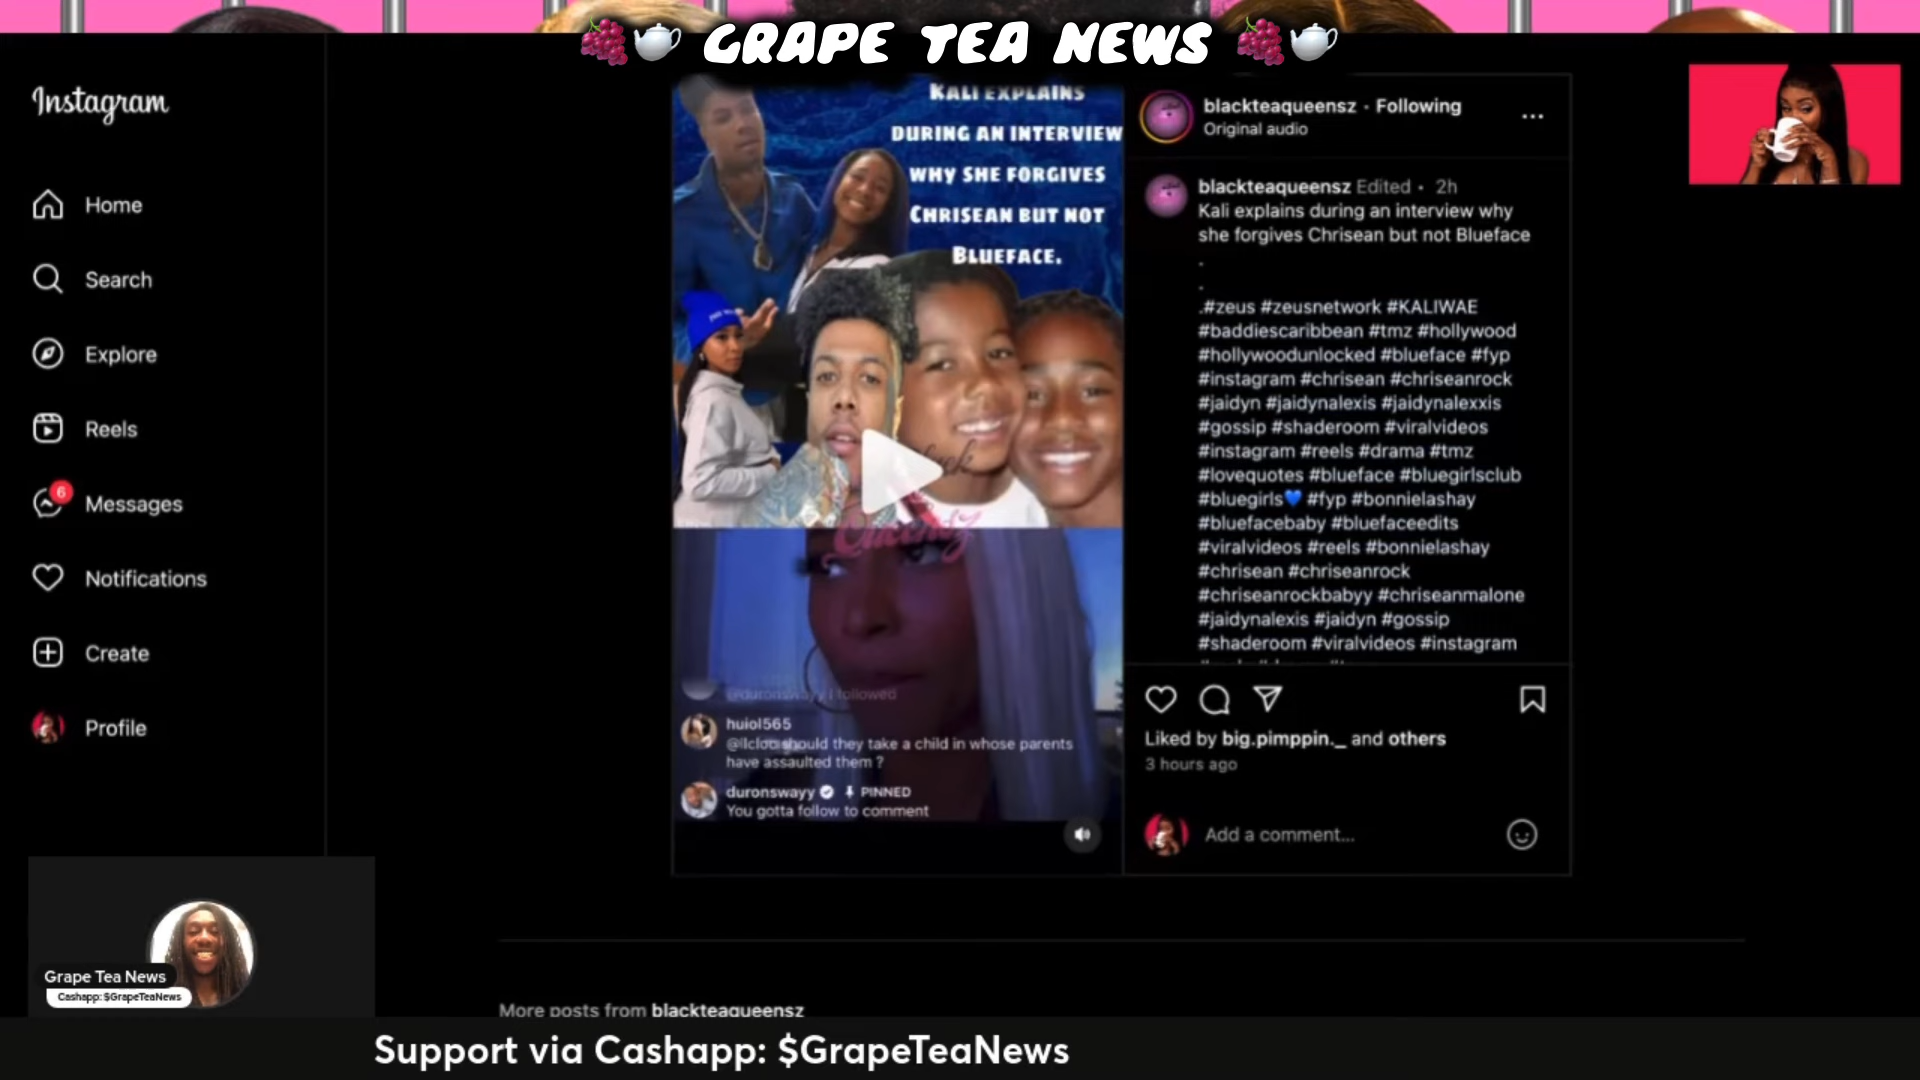 GRAPE TEA NEWS
Instagram
Home
Search
Explore
Reels
6
Messages
Notifications
Create
Profile
KALI EXPLAINS
DURING AN INTERVIEW
WHY SHE FORGIVES
CHRISEAN BUT NOT
BLUEFACE.
Queensz
@duronswayy I followed
huiol565
should they take a child in whose parents
have assaulted them ?
duronswayy PINNED
You gotta follow to comment
blackteaqueensz • Following
Original audio
blackteaqueensz Edited • 2h
Kali explains during an interview why
she forgives Chrisean but not Blueface
.
.
.#zeus #zeusnetwork #KALIWAE
#baddiescaribbean #tmz #hollywood
#hollywoodunlocked #blueface #fyp
#instagram #chrisean #chriseanrock
#jaidyn #jaidynalexis #jaidynalexxis
#gossip #shaderoom #viralvideos
#instagram #reels #drama #tmz
#lovequotes #blueface #bluegirlsclub
#bluegirls💙 #fyp #bonnielashay
#bluefacebaby #bluefaceedits
#viralvideos #reels #bonnielashay
#chrisean #chriseanrock
#chriseanrockbabyy #chriseanmalone
#jaidynalexis #jaidyn #gossip
#shaderoom #viralvideos #instagram
Liked by big.pimppin._ and others
3 hours ago
Add a comment...
More posts from blackteaqueensz
Grape Tea News
Cashapp: $GrapeTeaNews
Support via Cashapp: $GrapeTeaNews